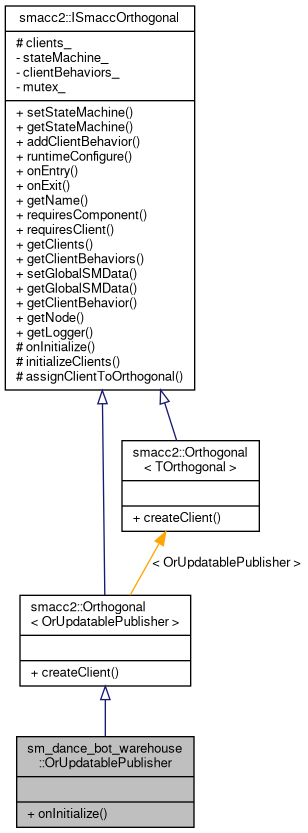 smacc2::ISmaccOrthogonal
# clients_
- stateMachine_
- clientBehaviors_
- mutex_
+ setStateMachine()
+ getStateMachine()
+ addClientBehavior()
+ runtimeConfigure()
+ onEntry()
+ onExit()
+ getName()
+ requiresComponent()
+ requiresClient()
+ getClients()
+ getClientBehaviors()
+ setGlobalSMData()
+ getGlobalSMData()
+ getClientBehavior()
+ getNode()
+ getLogger()
# onInitialize()
# initializeClients()
# assignClientToOrthogonal()
smacc2::Orthogonal
< TOrthogonal >
+ createClient()
< OrUpdatablePublisher >
smacc2::Orthogonal
< OrUpdatablePublisher >
+ createClient()
sm_dance_bot_warehouse
::OrUpdatablePublisher
+ onInitialize()